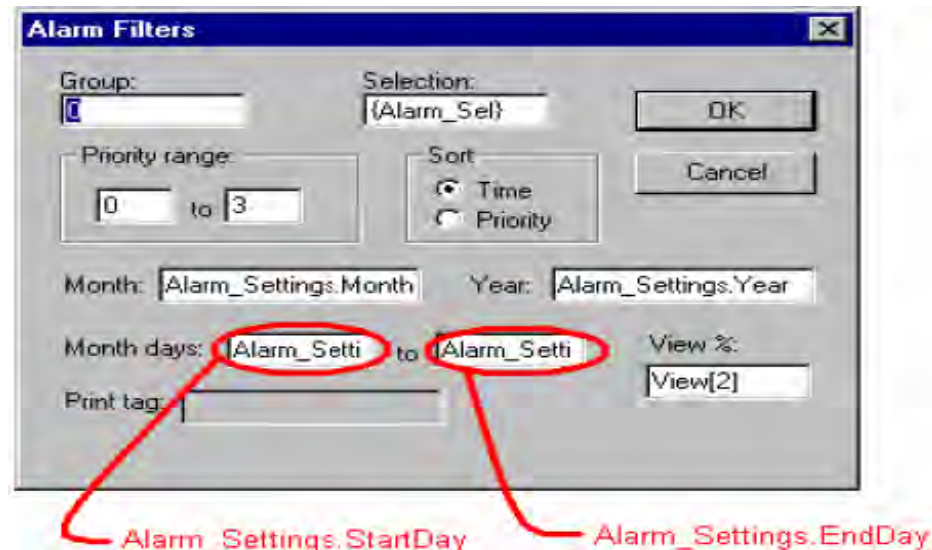 Alarm Filters
Group:
0
Selection:
{Alarm_Sel}
OK
Priority range:
0 to 3
Sort
Time
Priority
Cancel
Month: Alarm_Settings.Month Year: Alarm_Settings.Year
Month days: Alarm_Setti to Alarm_Setti
View %:
View[2]
Print tag:
Alarm_Settings.StartDay
Alarm_Settings.EndDay